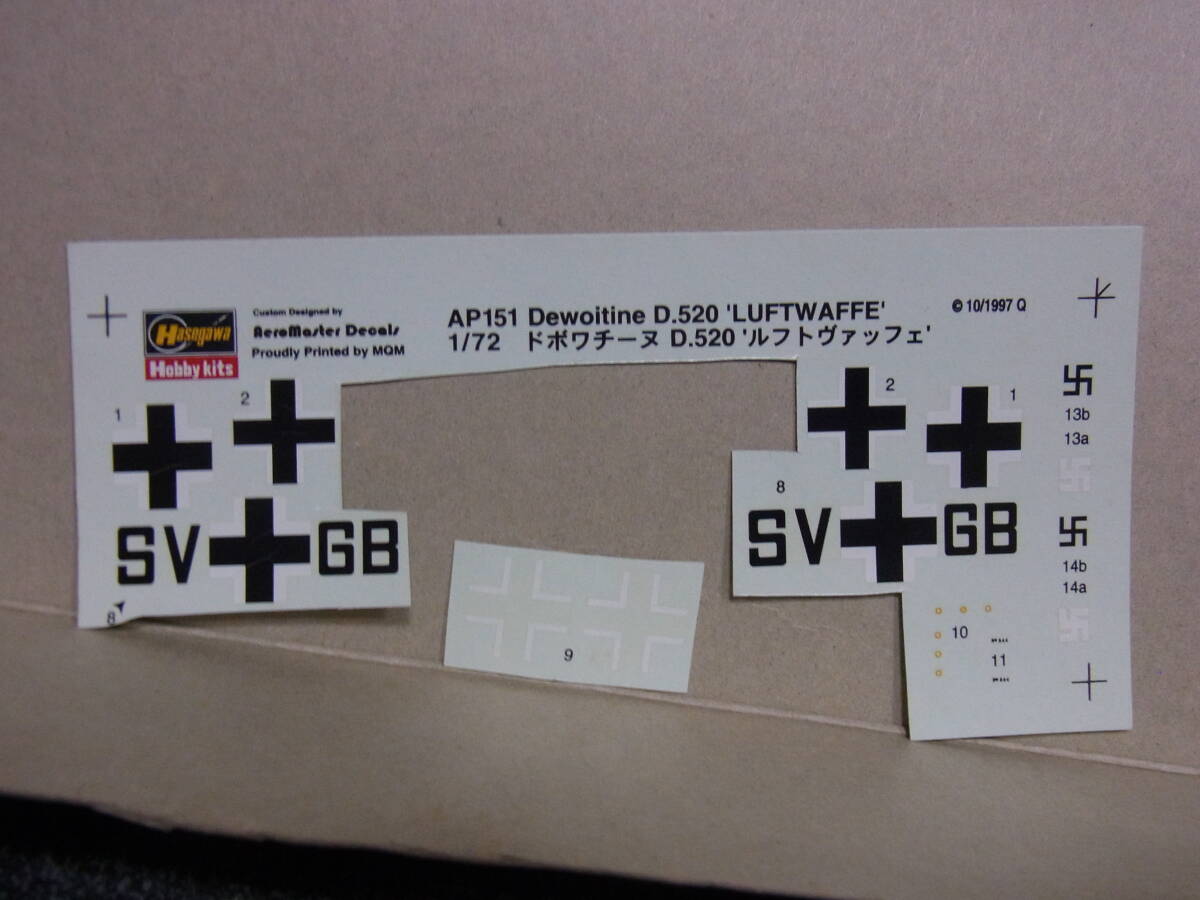 Custom Designed by
AeroMaster Decals
Proudly Printed by MQM
Hasegawa
Hobby kits
AP151 Dewoitine D.520 'LUFTWAFFE'
1/72 ドボワチーヌ D.520 'ルフトヴァッフェ'
© 10/1997 Q
1
2
2
1
13b
13a
8
SV GB
SV GB
14b
14a
8
9
10
11